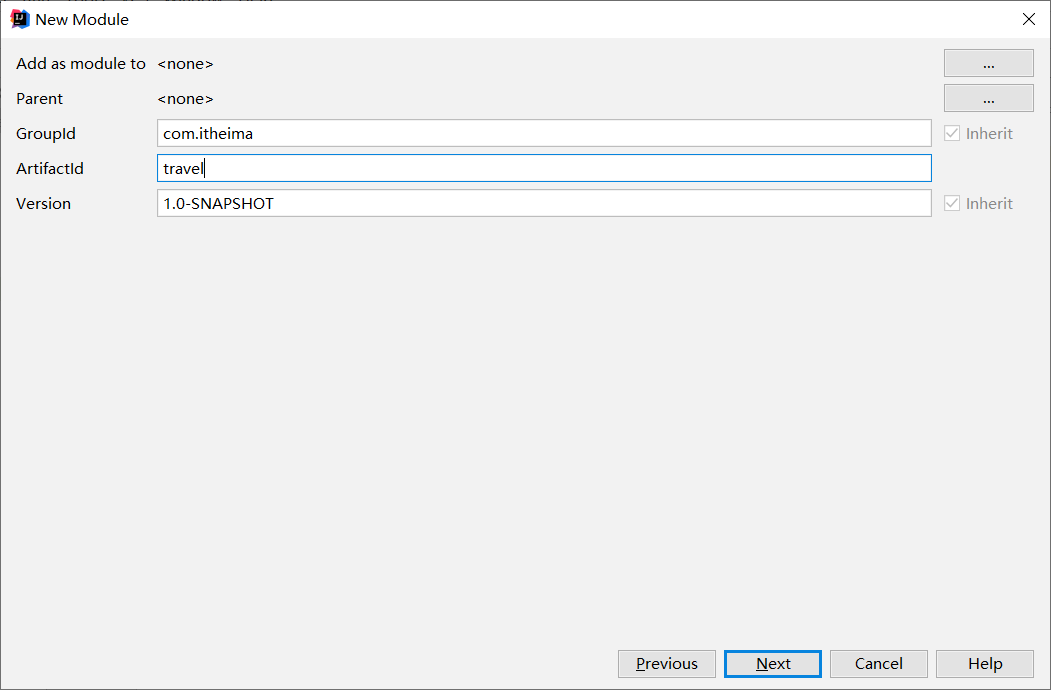 New Module
Add as module to <none> ...
Parent <none> ...
GroupId com.itheima Inherit
ArtifactId travel
Version 1.0-SNAPSHOT Inherit
Previous Next Cancel Help